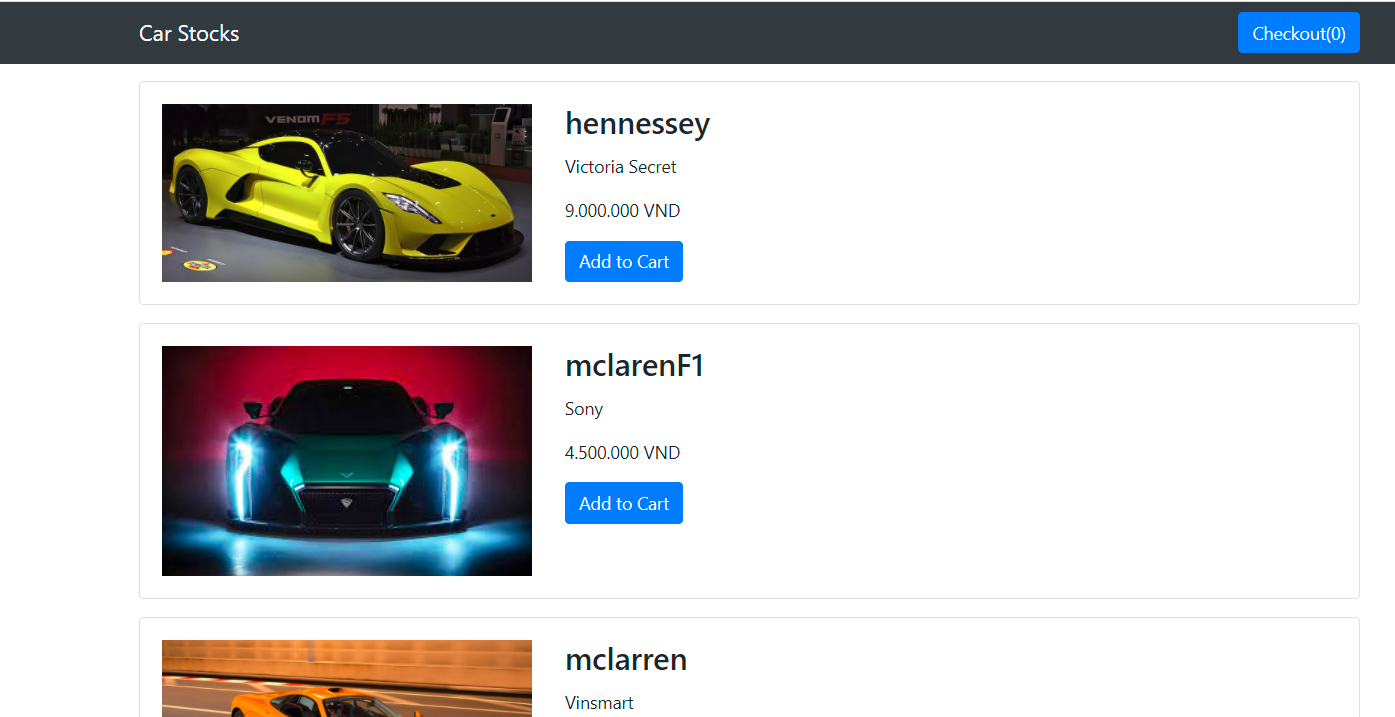 Car Stocks
Checkout(0)
VENOM F5
hennessey
Victoria Secret
9.000.000 VND
Add to Cart
mclarenF1
Sony
4.500.000 VND
Add to Cart
mclarren
Vinsmart